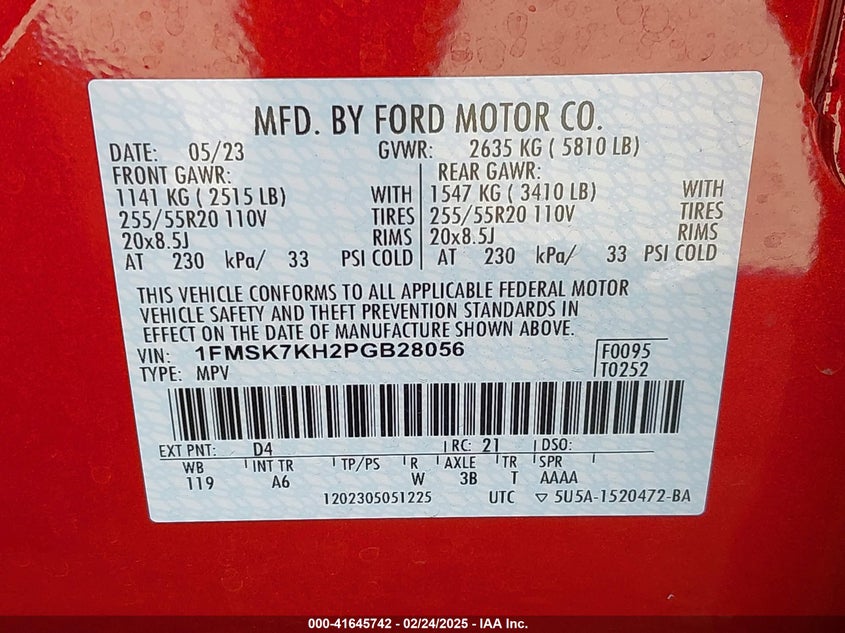 MFD. BY FORD MOTOR CO.
DATE: 05/23 GVWR: 2635 KG ( 5810 LB)
FRONT GAWR: REAR GAWR:
1141 KG ( 2515 LB) WITH 1547 KG ( 3410 LB) WITH
255/55R20 110V TIRES 255/55R20 110V TIRES
20x8.5J RIMS 20x8.5J RIMS
AT 230 kPa/ 33 PSI COLD AT 230 kPa/ 33 PSI COLD
THIS VEHICLE CONFORMS TO ALL APPLICABLE FEDERAL MOTOR
VEHICLE SAFETY AND THEFT PREVENTION STANDARDS IN
EFFECT ON THE DATE OF MANUFACTURE SHOWN ABOVE.
VIN: 1FMSK7KH2PGB28056 F0095
TYPE: MPV T0252
EXT PNT: D4 RC: 21 DSO:
WB INT TR TP/PS R AXLE TR SPR
119 A6 W 3B T AAAA
1202305051225 UTC ▽ 5U5A-1520472-BA
000-41645742 - 02/24/2025 - IAA Inc.